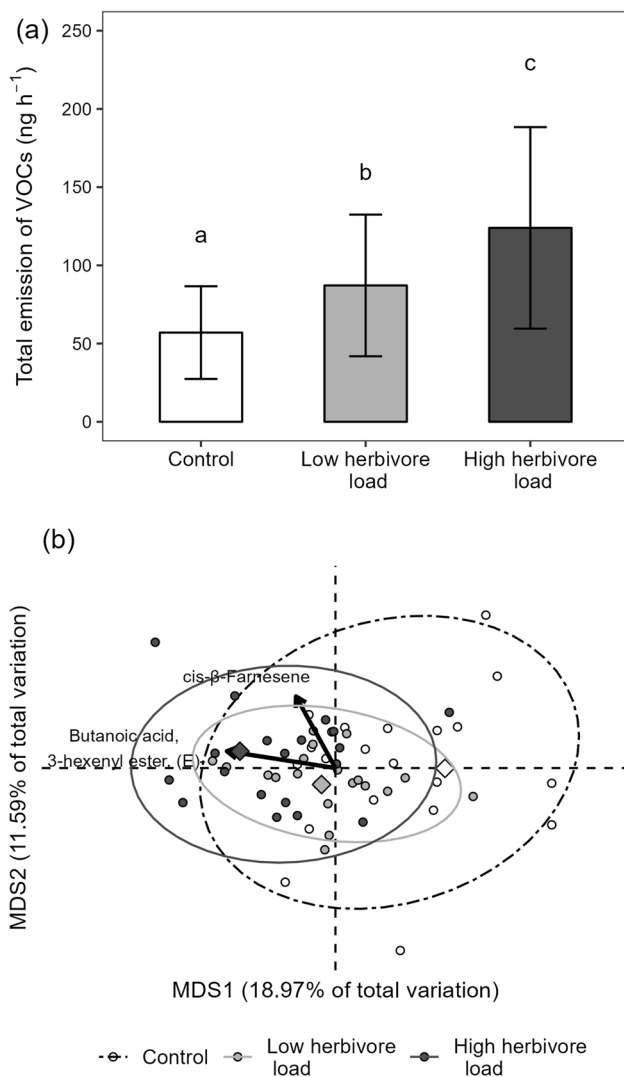 (a)
Total emission of VOCs (ng h⁻¹)
250
200
150
100
50
0
a
b
c
Control
Low herbivore
load
High herbivore
load
(b)
MDS2 (11.59% of total variation)
cis-β-Farnesene
Butanoic acid,
3-hexenyl ester, (E)-
MDS1 (18.97% of total variation)
Control
Low herbivore
load
High herbivore
load